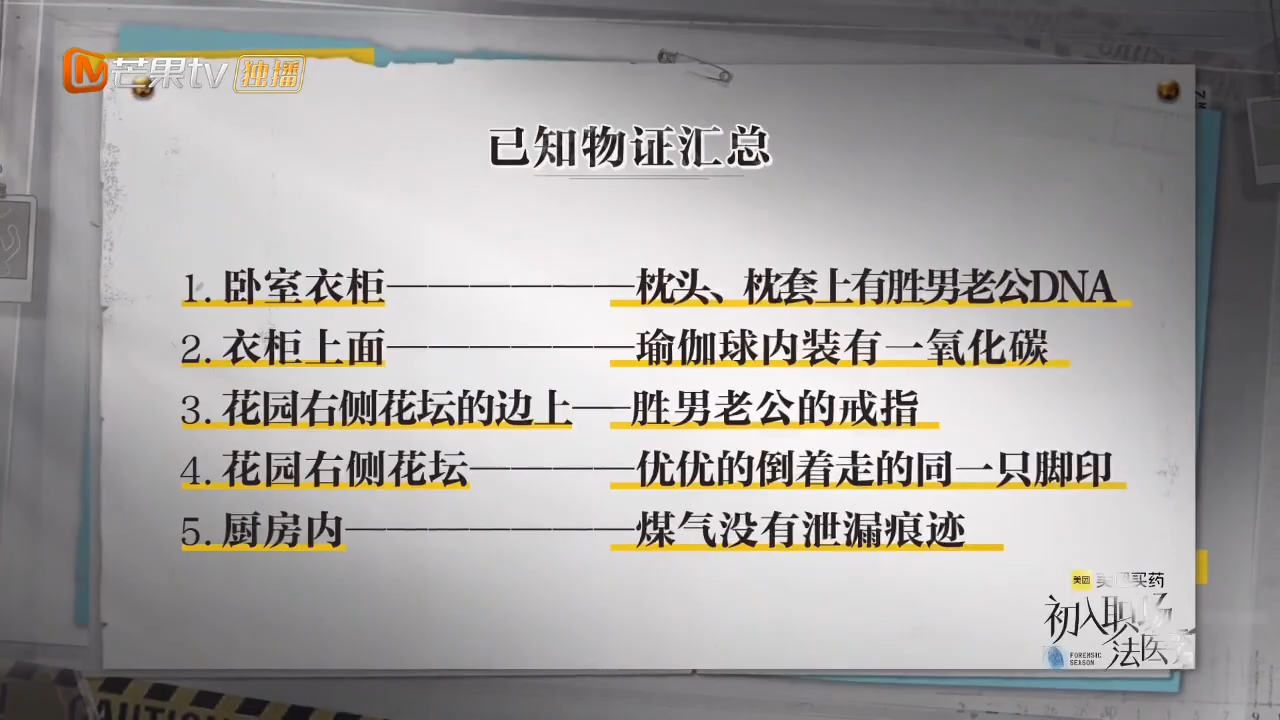 芒果tv 独播
已知物证汇总
1. 卧室衣柜——————枕头、枕套上有胜男老公DNA
2. 衣柜上面——————瑜伽球内装有一氧化碳
3. 花园右侧花坛的边上——胜男老公的戒指
4. 花园右侧花坛————优优的倒着走的同一只脚印
5. 厨房内———————煤气没有泄漏痕迹
美团 美团买药
初入职场
FORENSIC SEASON 法医
CAUTION